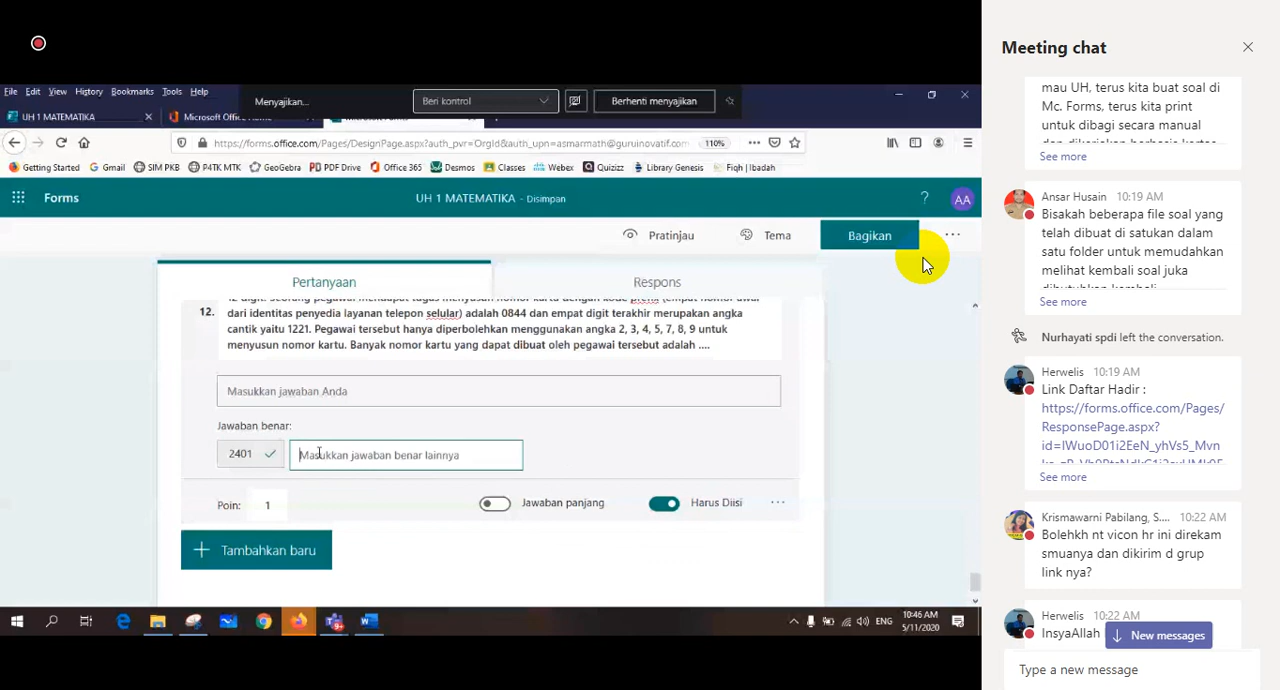 File Edit View History Bookmarks Tools Help
Menyajikan...
Beri kontrol
Berhenti menyajikan
UH 1 MATEMATIKA
Microsoft Office Home
https://forms.office.com/Pages/DesignPage.aspx?auth_pvr=OrgId&auth_upn=asmarmath@guruinovatif.com
110%
Getting Started Gmail SIM PKB P4TK MTK GeoGebra PDF Drive Office 365 Desmos Classes Webex Quizizz Library Genesis Fiqh | Ibadah
Forms
UH 1 MATEMATIKA - Disimpan
?
AA
Pratinjau
Tema
Bagikan
...
Pertanyaan
Respons
12.
dari identitas penyedia layanan telepon selular) adalah 0844 dan empat digit terakhir merupakan angka
cantik yaitu 1221. Pegawai tersebut hanya diperbolehkan menggunakan angka 2, 3, 4, 5, 7, 8, 9 untuk
menyusun nomor kartu. Banyak nomor kartu yang dapat dibuat oleh pegawai tersebut adalah ....
Masukkan jawaban Anda
Jawaban benar:
2401
Masukkan jawaban benar lainnya
Poin: 1
Jawaban panjang
Harus Diisi
...
+ Tambahkan baru
ENG
10:46 AM
5/11/2020
Meeting chat
mau UH, terus kita buat soal di
Mc. Forms, terus kita print
untuk dibagi secara manual
See more
Ansar Husain 10:19 AM
Bisakah beberapa file soal yang
telah dibuat di satukan dalam
satu folder untuk memudahkan
melihat kembali soal juka
See more
Nurhayati spdi left the conversation.
Herwelis 10:19 AM
Link Daftar Hadir :
https://forms.office.com/Pages/
ResponsePage.aspx?
id=IWuoD01i2EeN_yhVs5_Mvn
See more
Krismawarni Pabilang, S.... 10:22 AM
Bolehkh nt vicon hr ini direkam
smuanya dan dikirim d grup
link nya?
Herwelis 10:22 AM
InsyaAllah
New messages
Type a new message